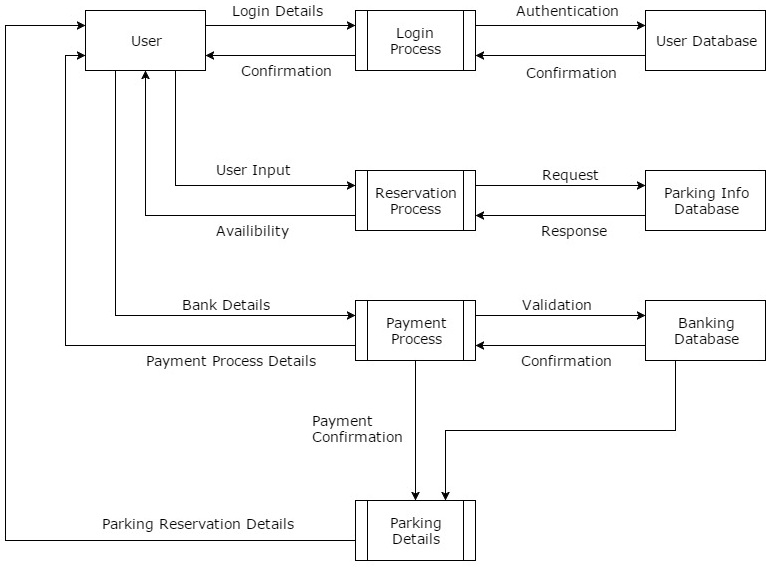 Login Details
Authentication
User
Login
Process
User Database
Confirmation
Confirmation
User Input
Request
Reservation
Process
Parking Info
Database
Availibility
Response
Bank Details
Validation
Payment
Process
Banking
Database
Payment Process Details
Confirmation
Payment
Confirmation
Parking Reservation Details
Parking
Details